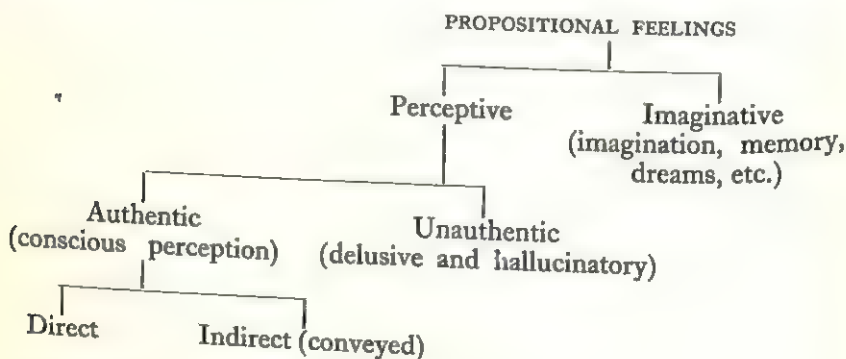 PROPOSITIONAL FEELINGS
Perceptive
Imaginative
(imagination, memory,
dreams, etc.)
Authentic
(conscious perception)
Unauthentic
(delusive and hallucinatory)
Direct
Indirect (conveyed)